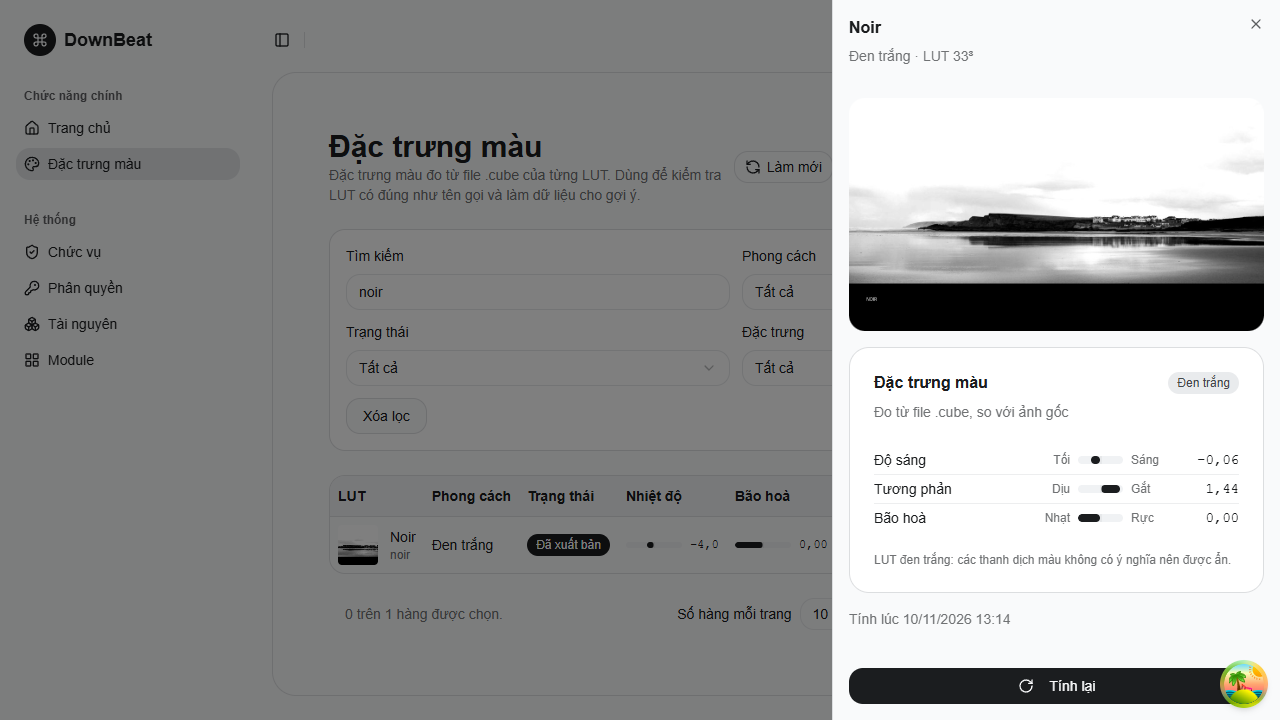 DownBeat
Chức năng chính
Trang chủ
Đặc trưng màu
Hệ thống
Chức vụ
Phân quyền
Tài nguyên
Module
Đặc trưng màu
Đặc trưng màu đo từ file .cube của từng LUT. Dùng để kiểm tra
LUT có đúng như tên gọi và làm dữ liệu cho gợi ý.
Làm mới
Tìm kiếm
Phong cách
noir
Tất cả
Trạng thái
Đặc trưng
Tất cả
Tất cả
Xóa lọc
LUT Phong cách Trạng thái Nhiệt độ Bão hoà
Noir
noir
Đen trắng
Đã xuất bản
-4,0
0,00
0 trên 1 hàng được chọn.
Số hàng mỗi trang
10
Noir
Đen trắng · LUT 33³
NOIR
Đặc trưng màu
Đen trắng
Đo từ file .cube, so với ảnh gốc
Độ sáng Tối Sáng -0,06
Tương phản Dịu Gắt 1,44
Bão hoà Nhạt Rực 0,00
LUT đen trắng: các thanh dịch màu không có ý nghĩa nên được ẩn.
Tính lúc 10/11/2026 13:14
Tính lại